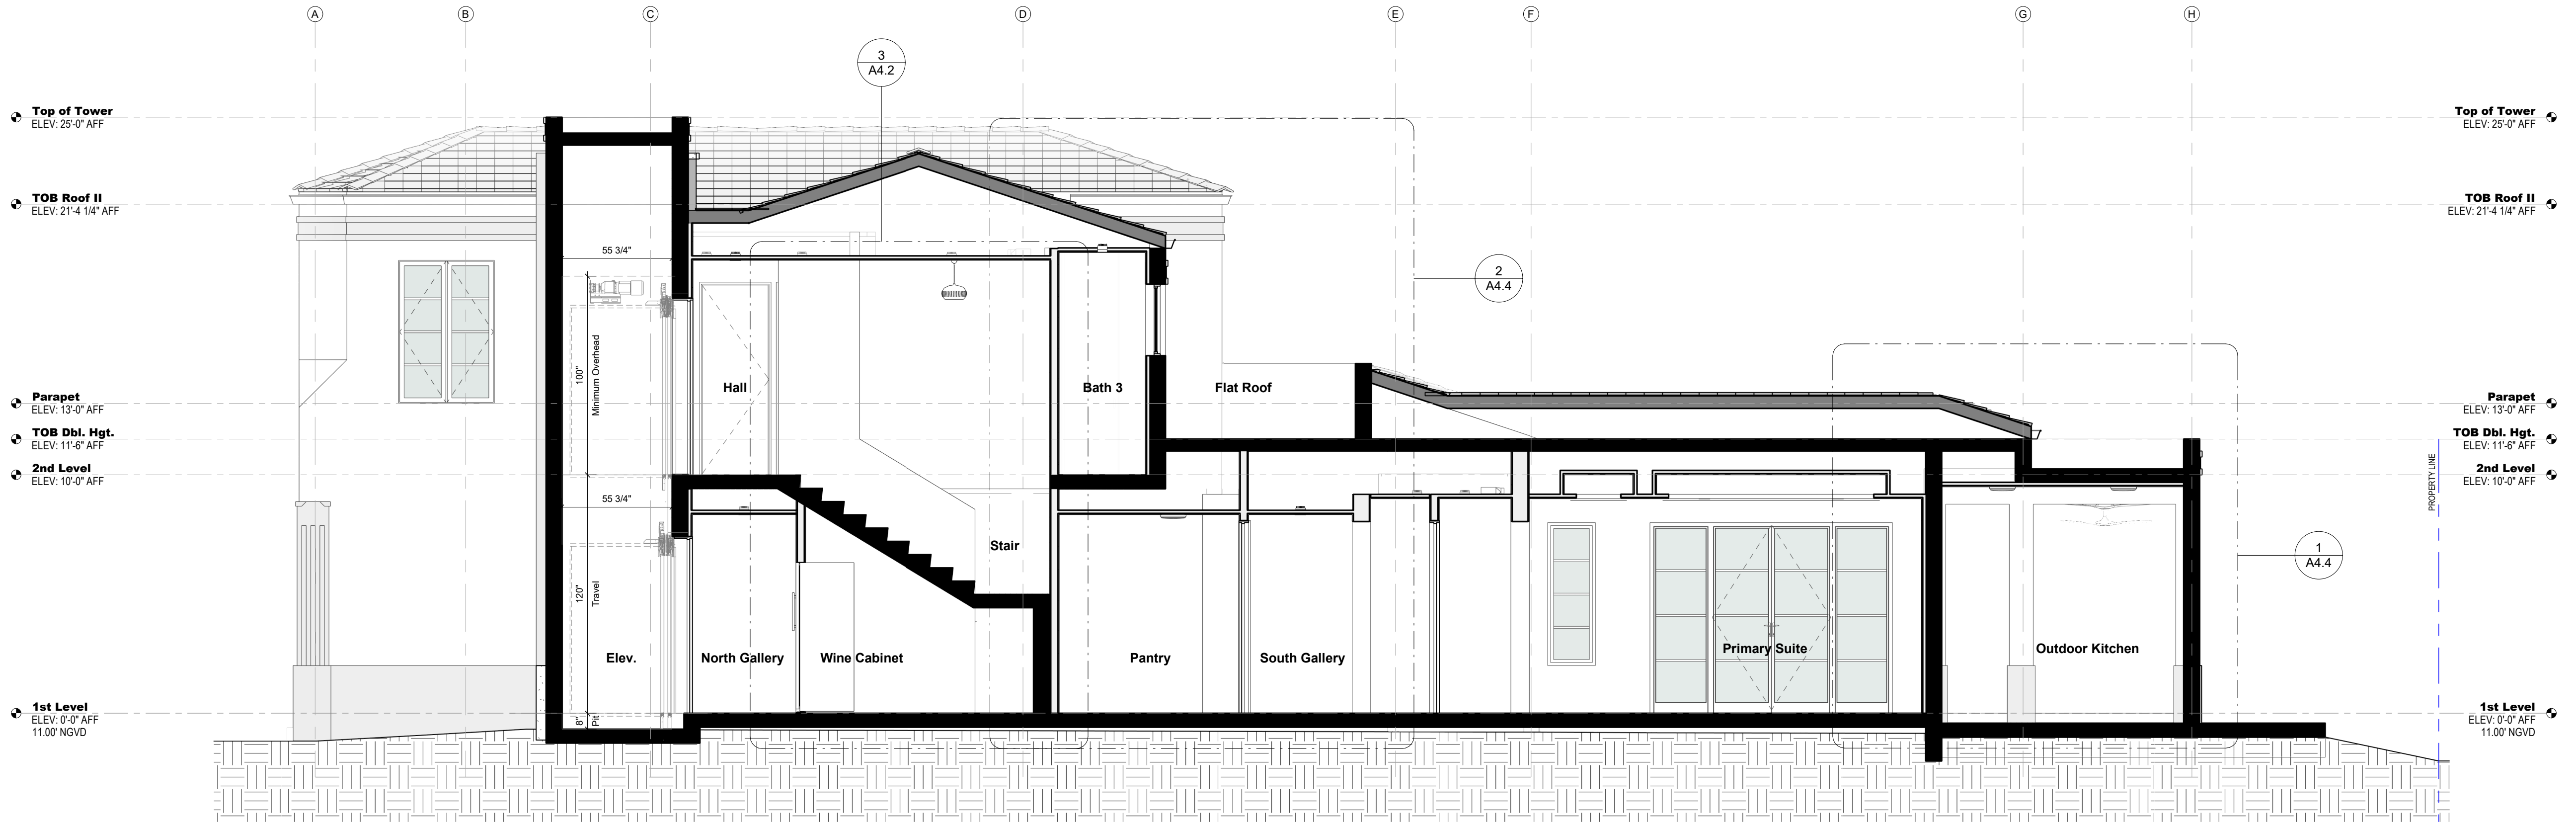 A
B
C
D
E
F
G
H
3
A4.2
Top of Tower
ELEV: 25'-0" AFF
Top of Tower
ELEV: 25'-0" AFF
TOB Roof II
ELEV: 21'-4 1/4" AFF
TOB Roof II
ELEV: 21'-4 1/4" AFF
55 3/4"
2
A4.4
100"
Minimum Overhead
Hall
Bath 3
Flat Roof
Parapet
ELEV: 13'-0" AFF
Parapet
ELEV: 13'-0" AFF
TOB Dbl. Hgt.
ELEV: 11'-6" AFF
TOB Dbl. Hgt.
ELEV: 11'-6" AFF
2nd Level
ELEV: 10'-0" AFF
2nd Level
ELEV: 10'-0" AFF
PROPERTY LINE
55 3/4"
Stair
1
A4.4
120"
Travel
Elev.
North Gallery
Wine Cabinet
Pantry
South Gallery
Primary Suite
Outdoor Kitchen
8"
Pit
1st Level
ELEV: 0'-0" AFF
11.00' NGVD
1st Level
ELEV: 0'-0" AFF
11.00' NGVD